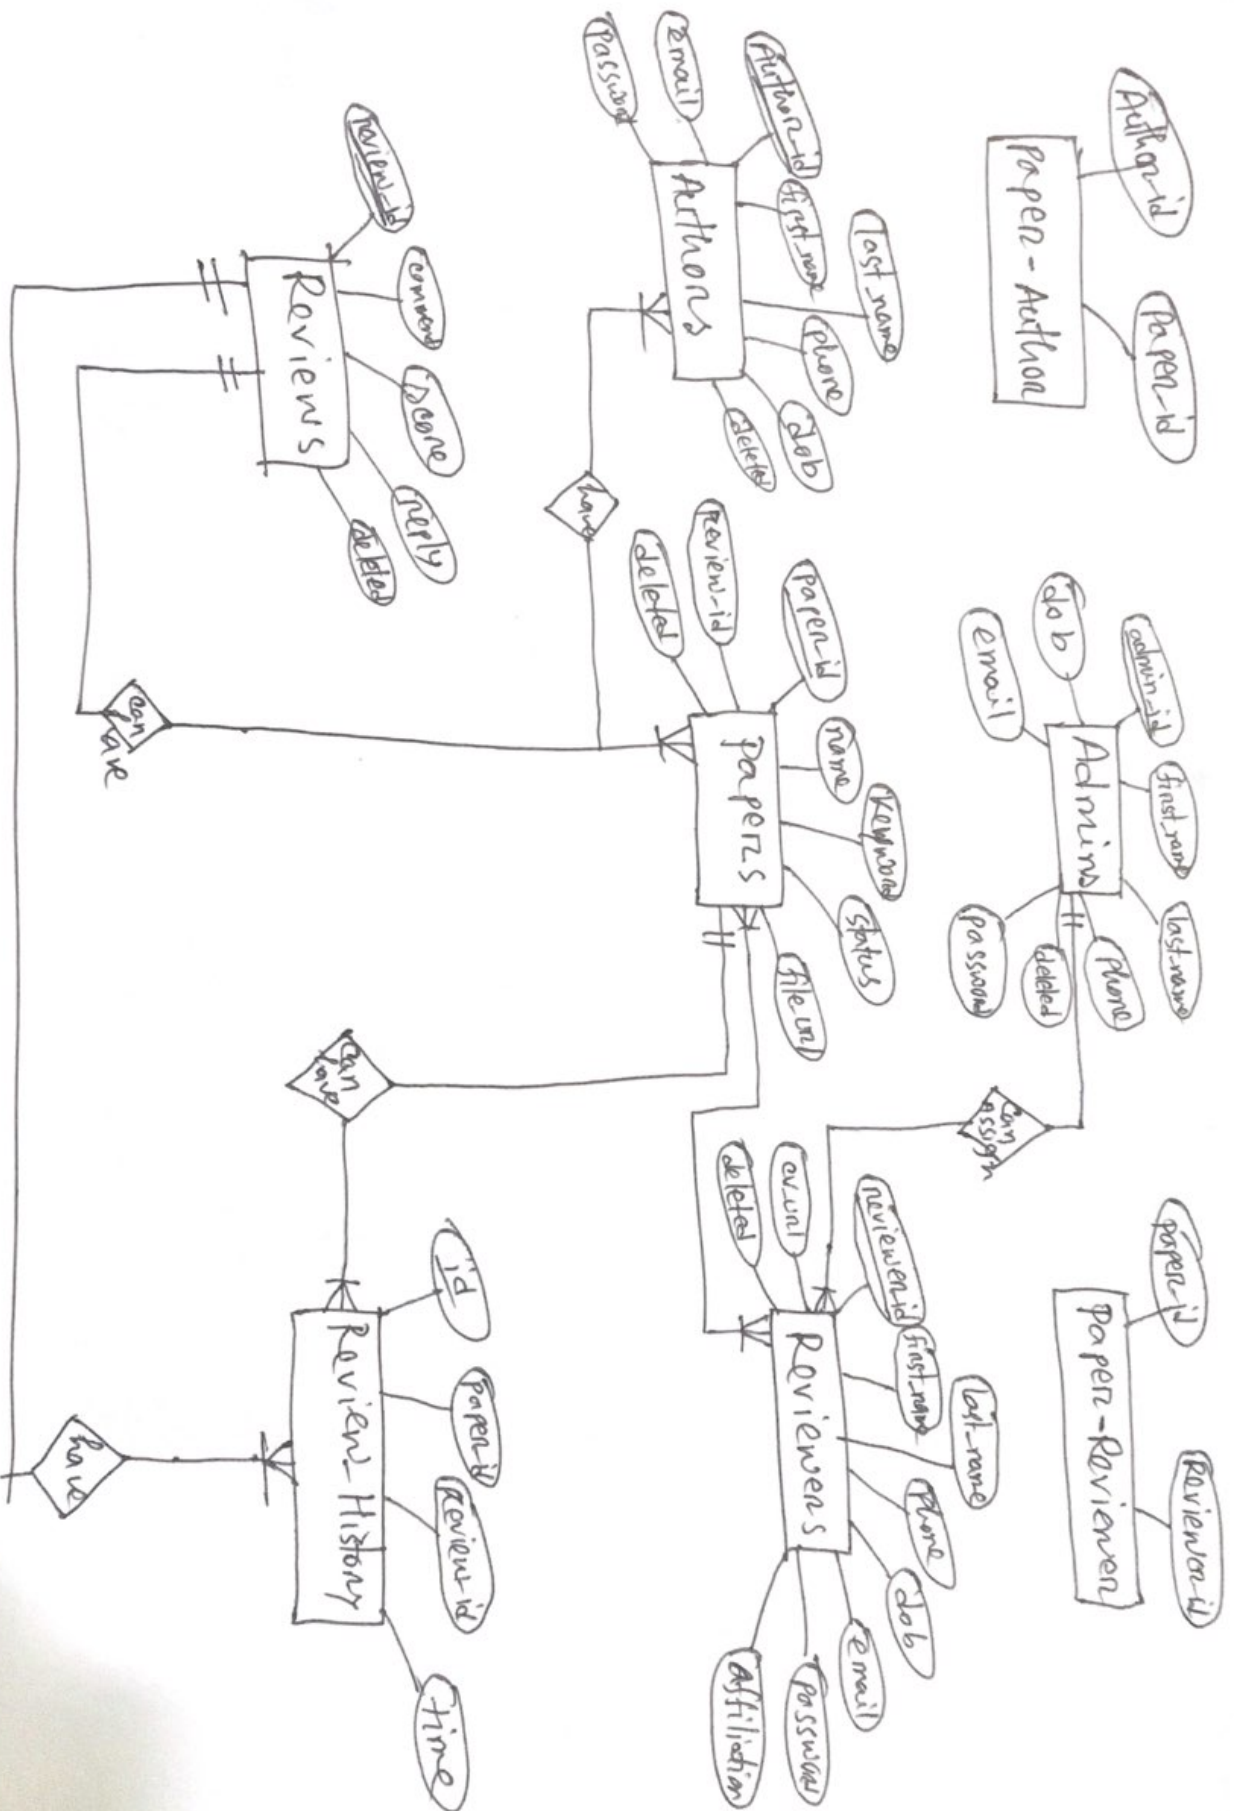 Author-id
Paper-id
Paper-Author
admin-id
first_name
last_name
dob
email
Admins
phone
deleted
password
paper-id
Reviewer-id
Paper-Reviewer
Author-id
first_name
last_name
phone
dob
deleted
email
password
Authors
have
paper-id
name
keyword
status
file url
review-id
deleted
Papers
can
Assign
reviewer-id
first_name
last_name
phone
dob
email
password
affiliation
cv_url
deleted
Reviewers
review-id
comment
score
reply
deleted
Reviews
can
have
can
have
id
paper-id
review-id
time
Review_History
have